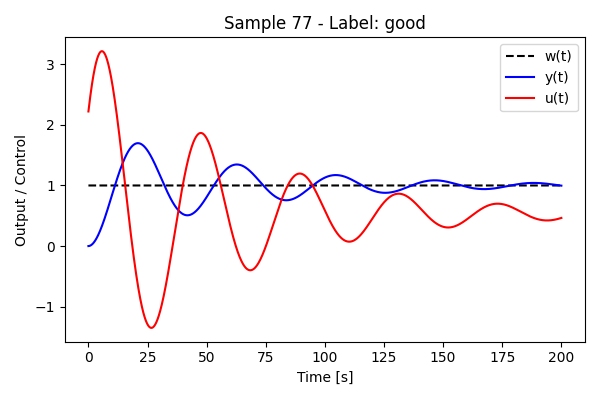 Sample 77 - Label: good
w(t)
y(t)
u(t)
Output / Control
3
2
1
0
−1
0 25 50 75 100 125 150 175 200
Time [s]